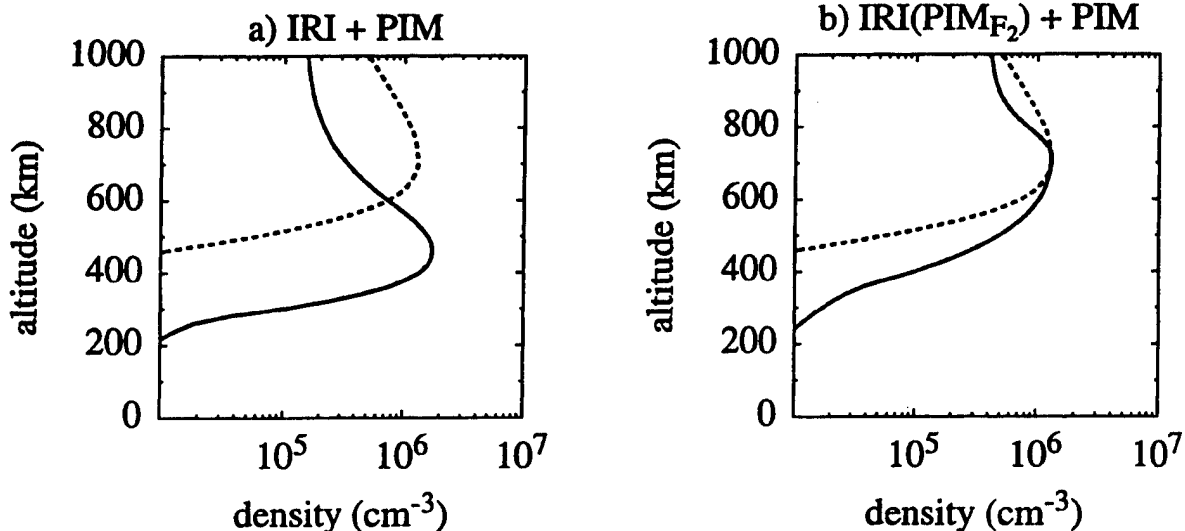 a) IRI + PIM
1000
800
600
400
200
0
altitude (km)
10^5 10^6 10^7
density (cm^-3)
b) IRI(PIM_F_2) + PIM
1000
800
600
400
200
0
altitude (km)
10^5 10^6 10^7
density (cm^-3)